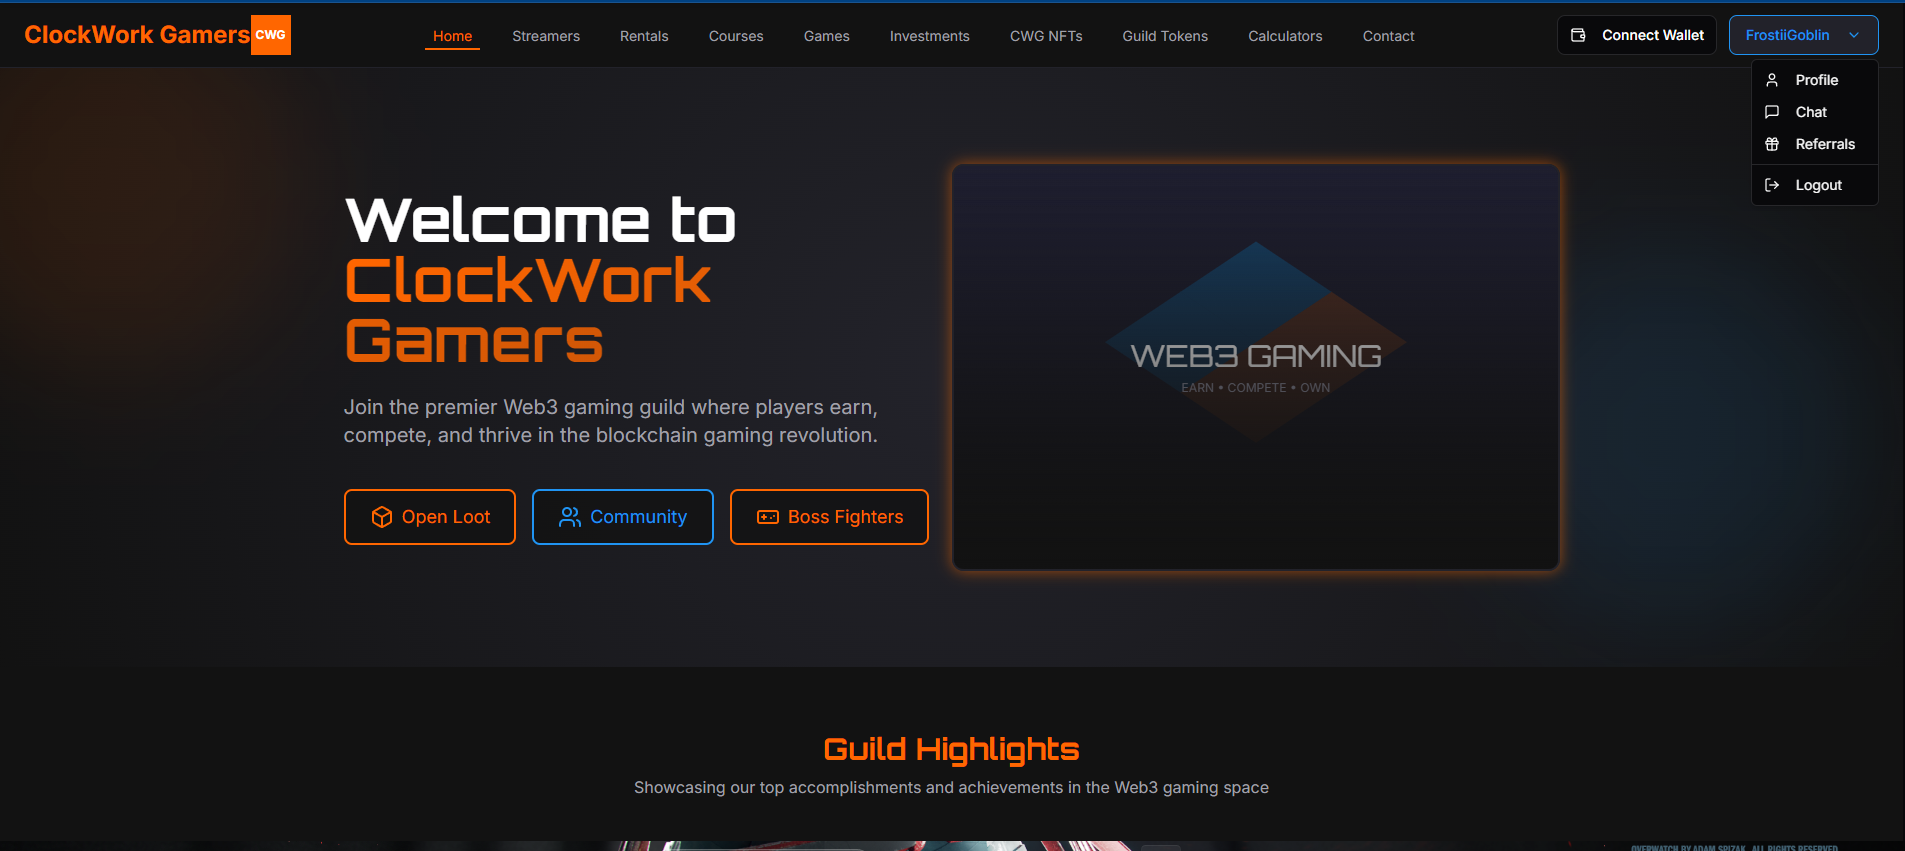 ClockWork Gamers CWG Home Streamers Rentals Courses Games Investments CWG NFTs Guild Tokens Calculators Contact Connect Wallet FrostiiGoblin
Profile
Chat
Referrals
Logout
Welcome to
ClockWork
Gamers
Join the premier Web3 gaming guild where players earn,
compete, and thrive in the blockchain gaming revolution.
Open Loot Community Boss Fighters
WEB3 GAMING
EARN • COMPETE • OWN
Guild Highlights
Showcasing our top accomplishments and achievements in the Web3 gaming space
OVERWATCH BY ADAM SPIZAK. ALL RIGHTS RESERVED